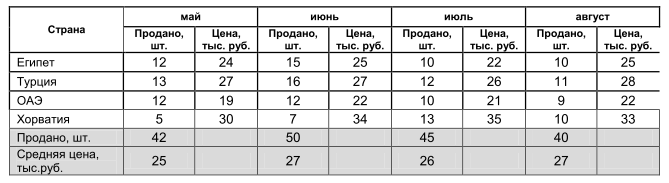 Страна май июнь июль август
Продано, шт. Цена, тыс. руб. Продано, шт. Цена, тыс. руб. Продано, шт. Цена, тыс. руб. Продано, шт. Цена, тыс. руб.
Египет 12 24 15 25 10 22 10 25
Турция 13 27 16 27 12 26 11 28
ОАЭ 12 19 12 22 10 21 9 22
Хорватия 5 30 7 34 13 35 10 33
Продано, шт. 42 50 45 40
Средняя цена, тыс.руб. 25 27 26 27